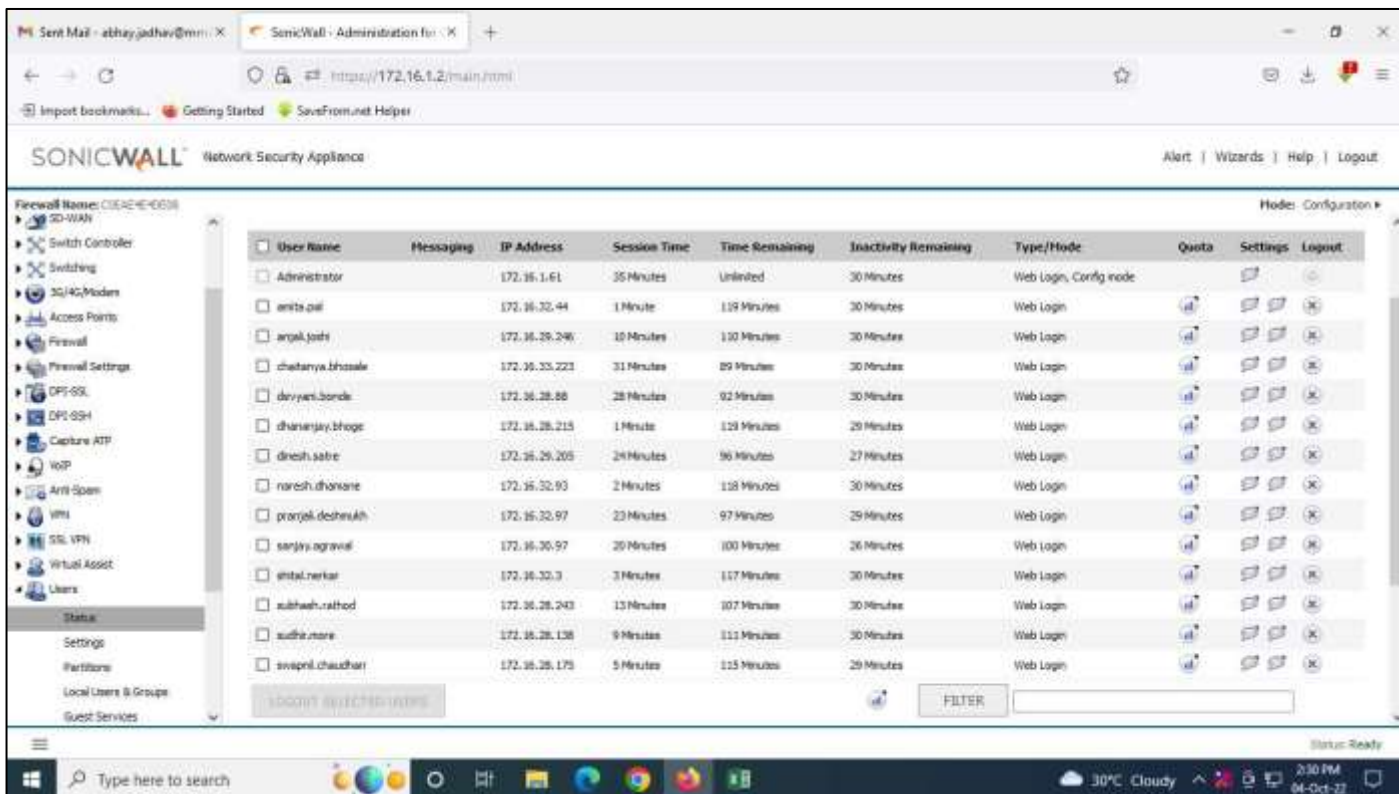 Sent Mail - abhay.jadhav@mm
SonicWall - Administration for
https://172.16.1.2/main.html
Import bookmarks...
Getting Started
SaveFrom.net Helper
SONICWALL Network Security Appliance
Alert | Wizards | Help | Logout
Firewall Name:
Mode: Configuration
SD-WAN
Switch Controller
Switching
3G/4G/Modem
Access Points
Firewall
Firewall Settings
DPI-SSL
DPI-SSH
Capture ATP
VoIP
Anti-Spam
VPN
SSL VPN
Virtual Assist
Users
Status
Settings
Partitions
Local Users & Groups
Guest Services
User Name Messaging IP Address Session Time Time Remaining Inactivity Remaining Type/Mode Quota Settings Logout
Administrator 172.16.1.61 35 Minutes Unlimited 30 Minutes Web Login, Config mode
amita.pal 172.16.32.44 1 Minute 119 Minutes 30 Minutes Web Login
anjali.joshi 172.16.29.246 10 Minutes 110 Minutes 30 Minutes Web Login
chaitanya.bhosale 172.16.33.223 31 Minutes 89 Minutes 30 Minutes Web Login
devyani.bonde 172.16.28.88 28 Minutes 92 Minutes 30 Minutes Web Login
dhananjay.bhoge 172.16.28.215 1 Minute 119 Minutes 29 Minutes Web Login
dinesh.satre 172.16.29.205 24 Minutes 96 Minutes 27 Minutes Web Login
naresh.dhamane 172.16.32.93 2 Minutes 118 Minutes 30 Minutes Web Login
pranjali.deshmukh 172.16.32.97 23 Minutes 97 Minutes 29 Minutes Web Login
sanjay.agrawal 172.16.30.97 20 Minutes 100 Minutes 26 Minutes Web Login
shital.nerkar 172.16.32.3 3 Minutes 117 Minutes 30 Minutes Web Login
subhash.rathod 172.16.28.243 13 Minutes 107 Minutes 30 Minutes Web Login
sudhir.more 172.16.28.138 9 Minutes 111 Minutes 30 Minutes Web Login
swapnil.chaudhari 172.16.28.175 5 Minutes 115 Minutes 29 Minutes Web Login
LOGOUT SELECTED USERS
FILTER
Status: Ready
Type here to search
30°C Cloudy
2:30 PM
04-Oct-22